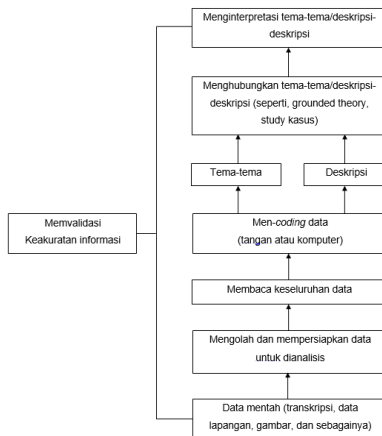 Menginterpretasi tema-tema/deskripsi-
deskripsi
Menghubungkan tema-tema/deskripsi-
deskripsi (seperti, grounded theory,
study kasus)
Tema-tema
Deskripsi
Memvalidasi
Keakuratan informasi
Men-coding data
(tangan atau komputer)
Membaca keseluruhan data
Mengolah dan mempersiapkan data
untuk dianalisis
Data mentah (transkripsi, data
lapangan, gambar, dan sebagainya)